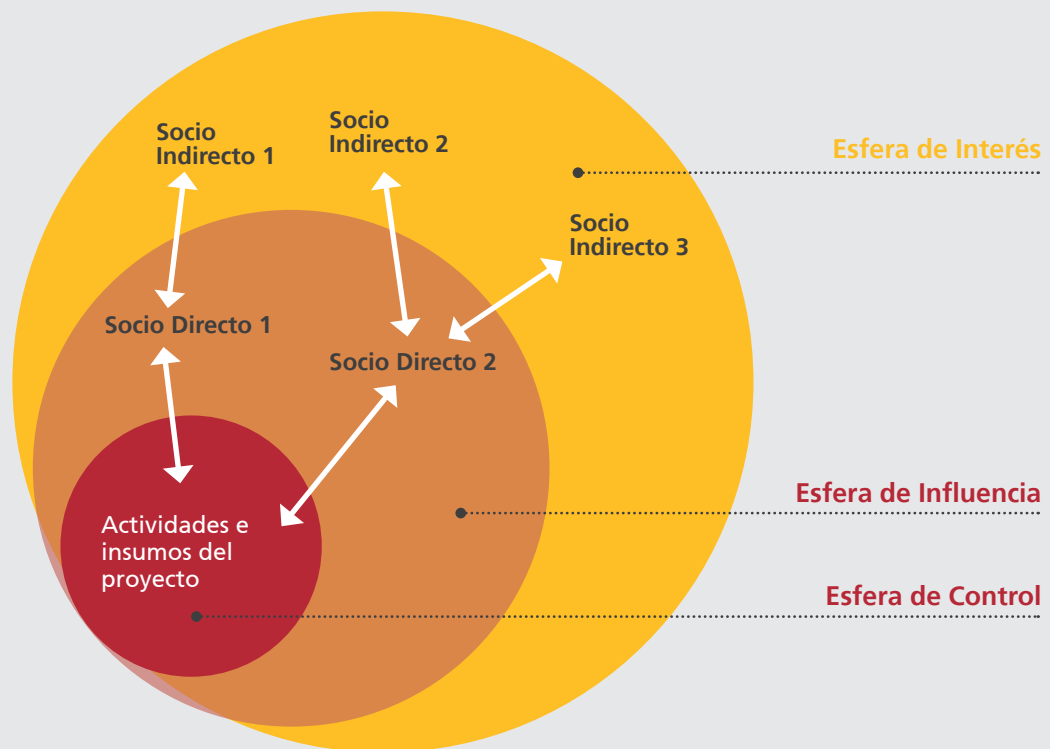 Socio
Indirecto 1
Socio
Indirecto 2
Esfera de Interés
Socio
Indirecto 3
Socio Directo 1
Socio Directo 2
Esfera de Influencia
Actividades e
insumos del
proyecto
Esfera de Control